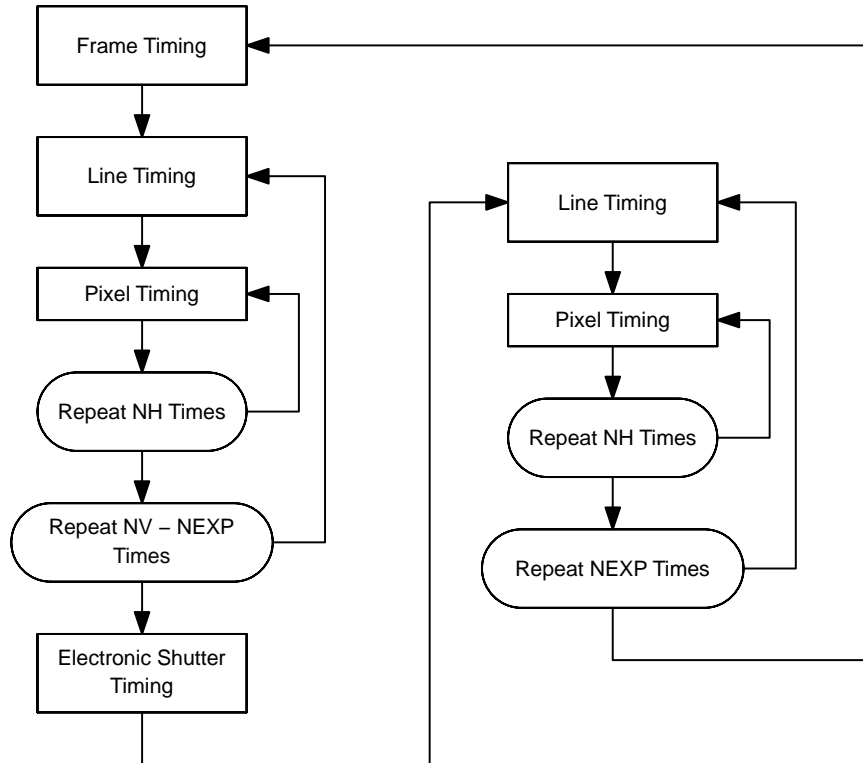 Frame Timing
Line Timing
Pixel Timing
Repeat NH Times
Repeat NV – NEXP
Times
Electronic Shutter
Timing
Line Timing
Pixel Timing
Repeat NH Times
Repeat NEXP Times